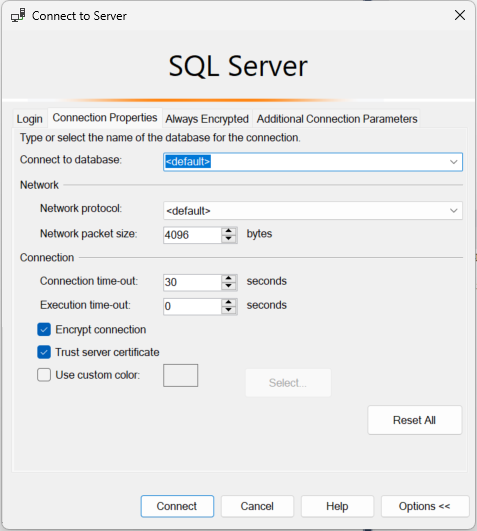 Connect to Server
SQL Server
Login Connection Properties Always Encrypted Additional Connection Parameters
Type or select the name of the database for the connection.
Connect to database: <default>
Network
Network protocol: <default>
Network packet size: 4096 bytes
Connection
Connection time-out: 30 seconds
Execution time-out: 0 seconds
Encrypt connection
Trust server certificate
Use custom color: Select...
Reset All
Connect Cancel Help Options <<